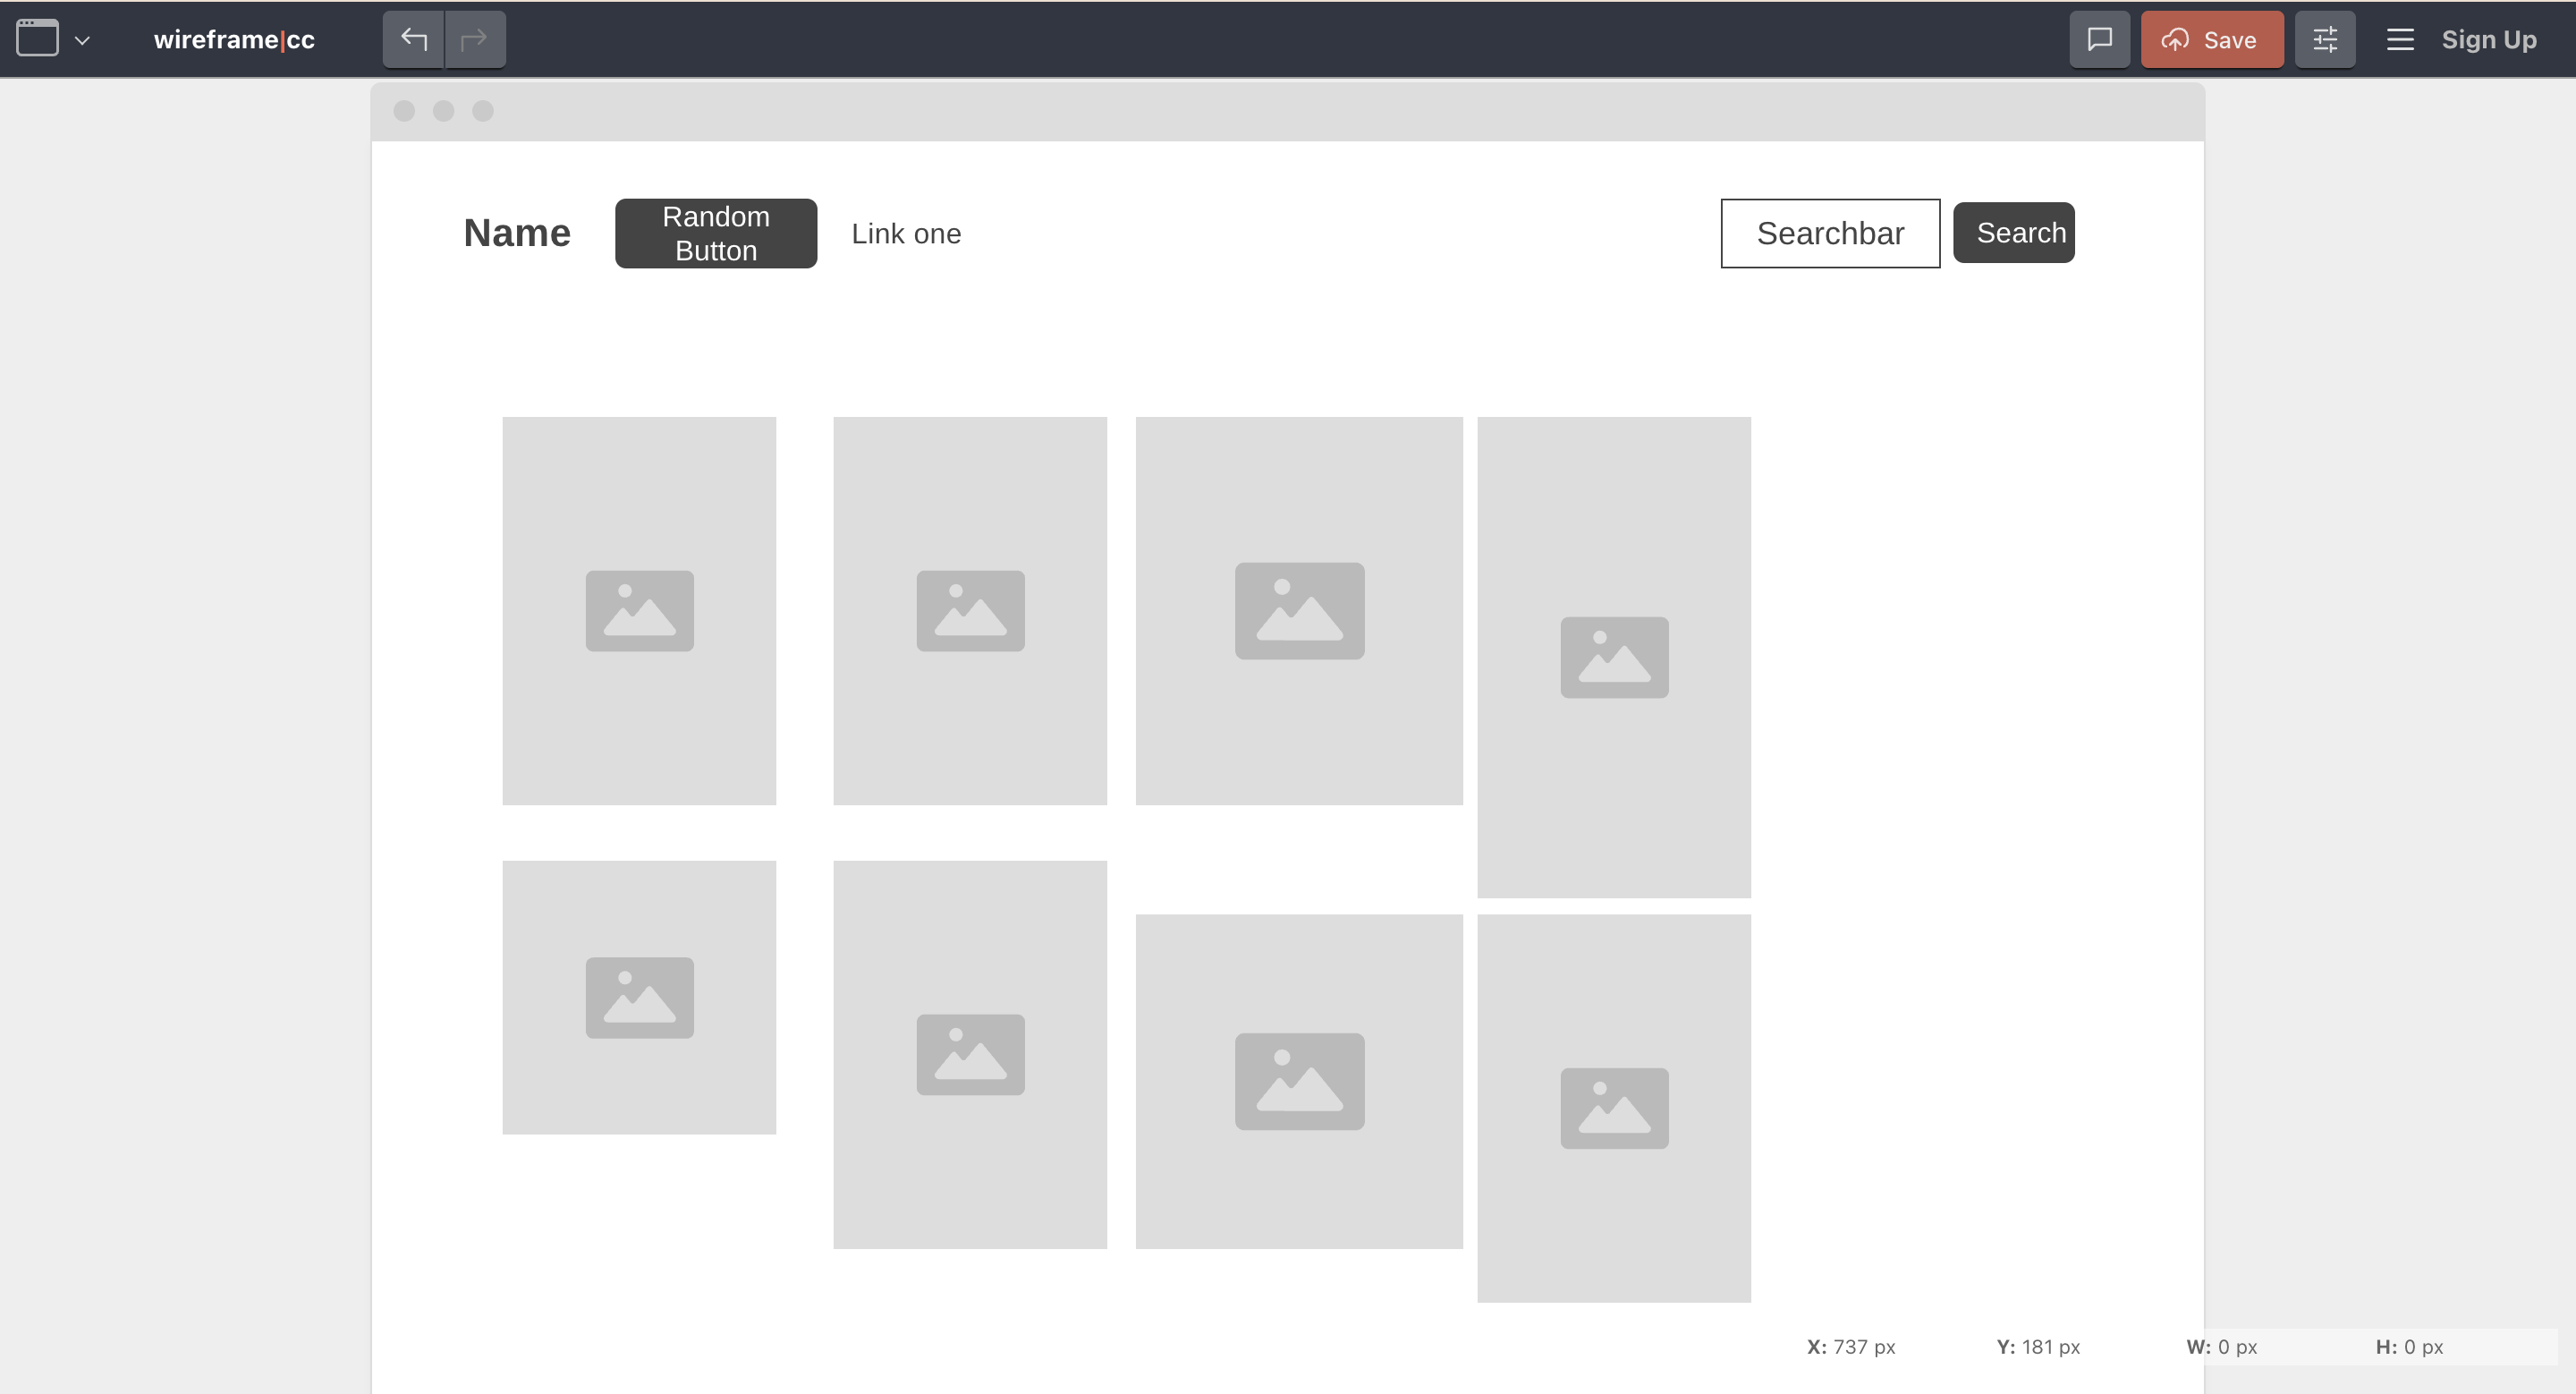 wireframe|cc
Save
Sign Up
Name
Random
Button
Link one
Searchbar
Search
X: 737 px
Y: 181 px
W: 0 px
H: 0 px